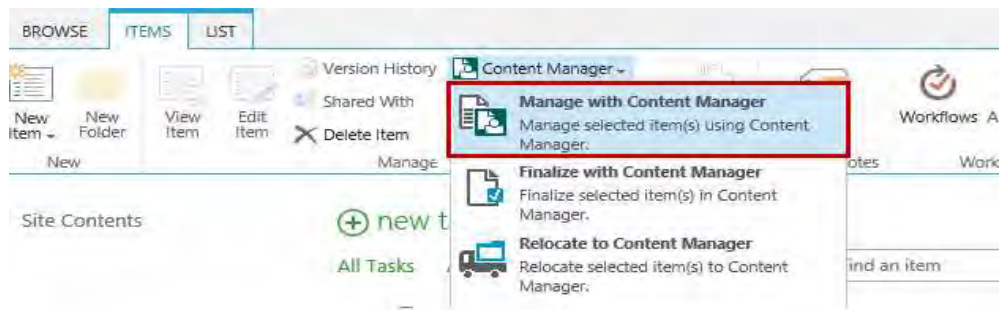 BROWSE ITEMS LIST
Version History Content Manager
Shared With
Delete Item
New Item
New Folder
View Item
Edit Item
Workflows A
New
Manage
otes
Work
Manage with Content Manager
Manage selected item(s) using Content
Manager.
Finalize with Content Manager
Finalize selected item(s) in Content
Manager.
Relocate to Content Manager
Relocate selected item(s) to Content
Manager.
Site Contents
new t
All Tasks
ind an item